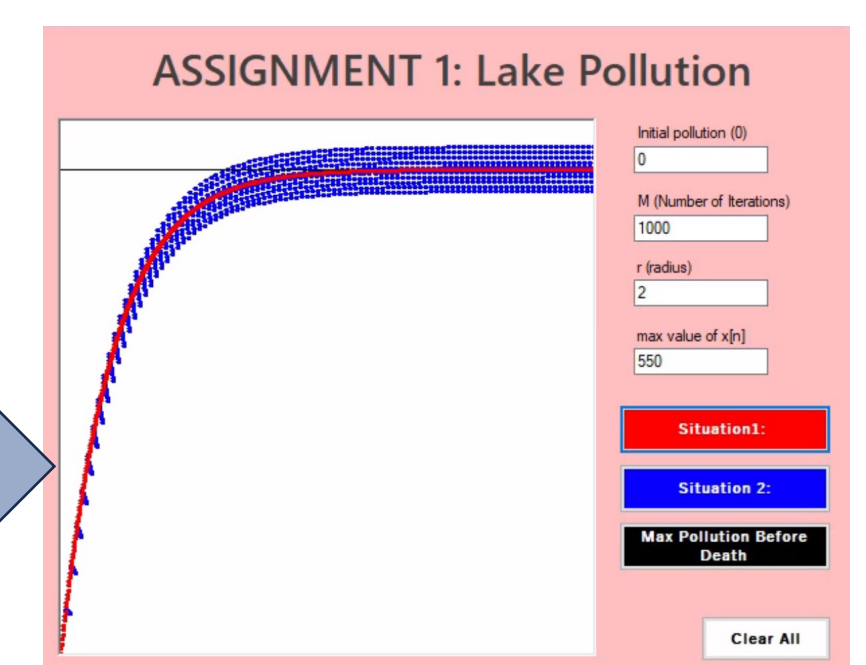 ASSIGNMENT 1: Lake Pollution
Initial pollution (0)
0
M (Number of Iterations)
1000
r (radius)
2
max value of x[n]
550
Situation1:
Situation 2:
Max Pollution Before
Death
Clear All